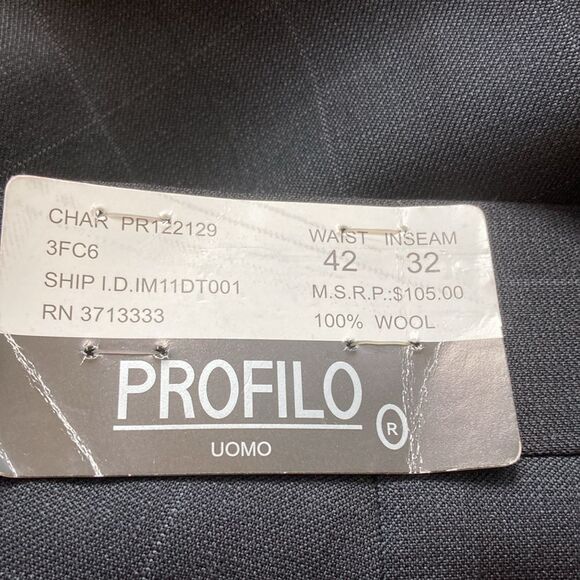 CHAR PR122129
3FC6
SHIP I.D.IM11DT001
RN 3713333
WAIST INSEAM
42 32
M.S.R.P.:$105.00
100% WOOL
PROFILO ®
UOMO